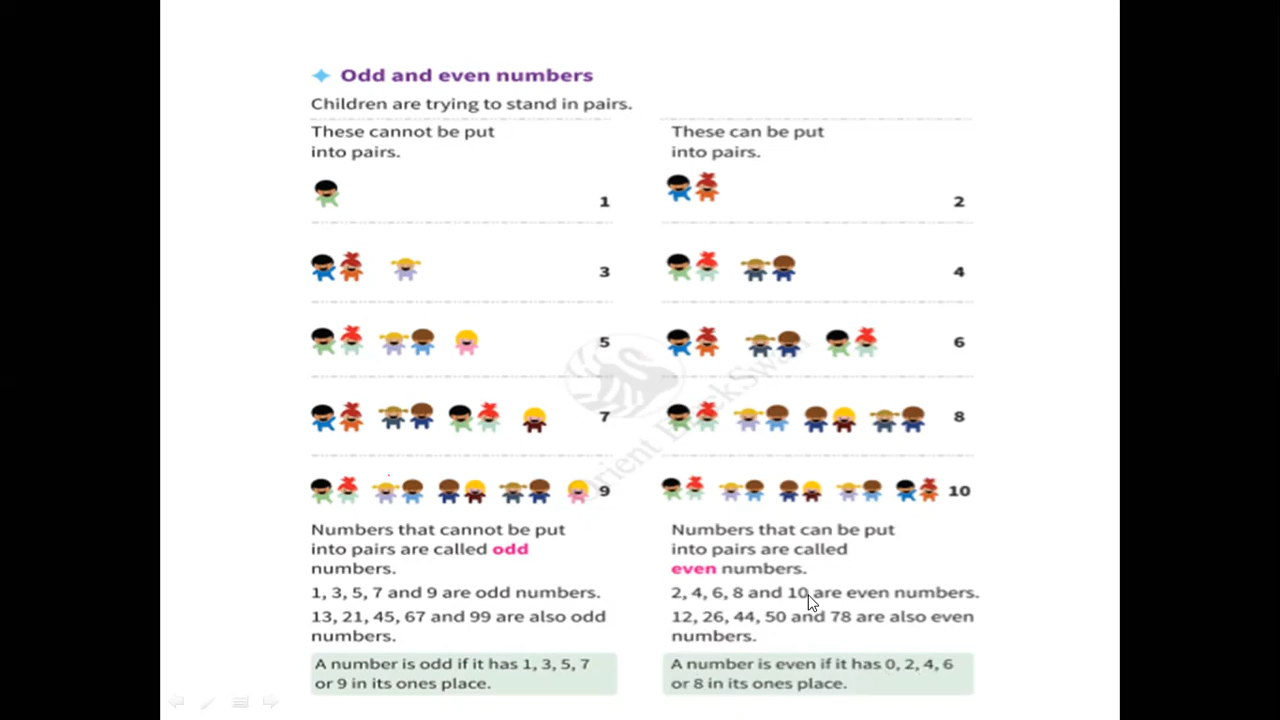 Odd and even numbers
Children are trying to stand in pairs.
These cannot be put
into pairs.
1
3
5
7
9
Numbers that cannot be put
into pairs are called odd
numbers.
1, 3, 5, 7 and 9 are odd numbers.
13, 21, 45, 67 and 99 are also odd
numbers.
A number is odd if it has 1, 3, 5, 7
or 9 in its ones place.
These can be put
into pairs.
2
4
6
8
10
Numbers that can be put
into pairs are called
even numbers.
2, 4, 6, 8 and 10 are even numbers.
12, 26, 44, 50 and 78 are also even
numbers.
A number is even if it has 0, 2, 4, 6
or 8 in its ones place.